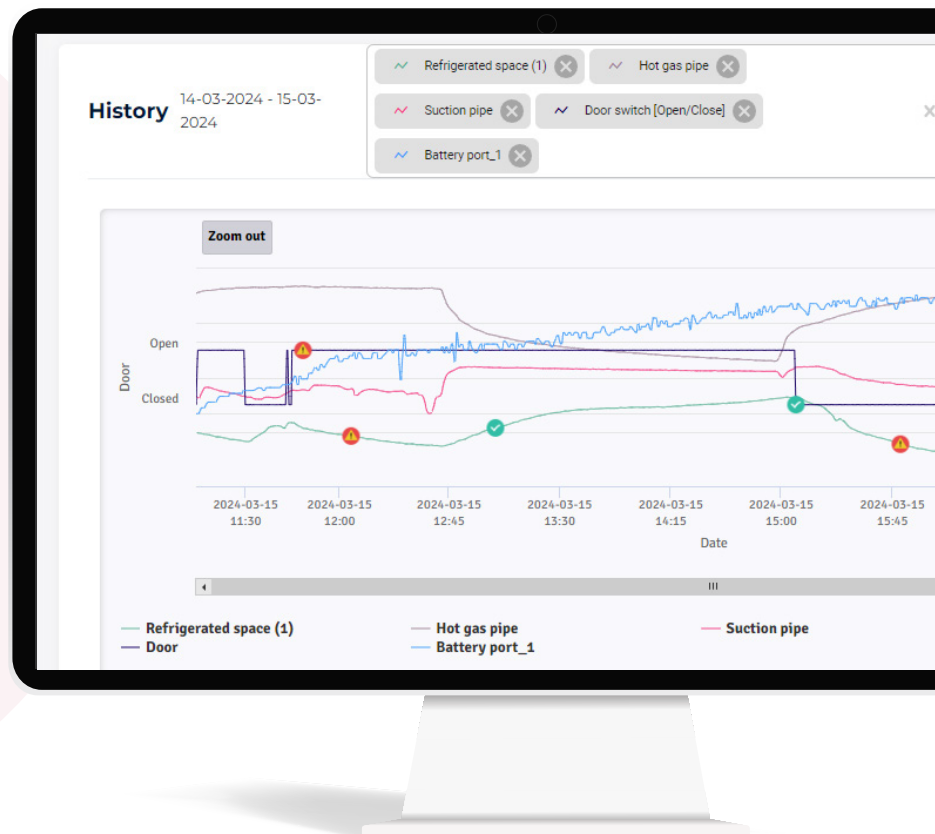 History
14-03-2024 - 15-03-
2024
Refrigerated space (1)
Hot gas pipe
Suction pipe
Door switch [Open/Close]
Battery port_1
Zoom out
Door
Open
Closed
2024-03-15 2024-03-15 2024-03-15 2024-03-15 2024-03-15 2024-03-15 2024-03-15
11:30 12:00 12:45 13:30 14:15 15:00 15:45
Date
Refrigerated space (1) Hot gas pipe Suction pipe
Door Battery port_1